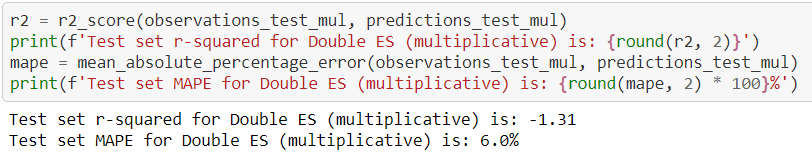 r2 = r2_score(observations_test_mul, predictions_test_mul)
print(f'Test set r-squared for Double ES (multiplicative) is: {round(r2, 2)}')
mape = mean_absolute_percentage_error(observations_test_mul, predictions_test_mul)
print(f'Test set MAPE for Double ES (multiplicative) is: {round(mape, 2) * 100}%')
Test set r-squared for Double ES (multiplicative) is: -1.31
Test set MAPE for Double ES (multiplicative) is: 6.0%